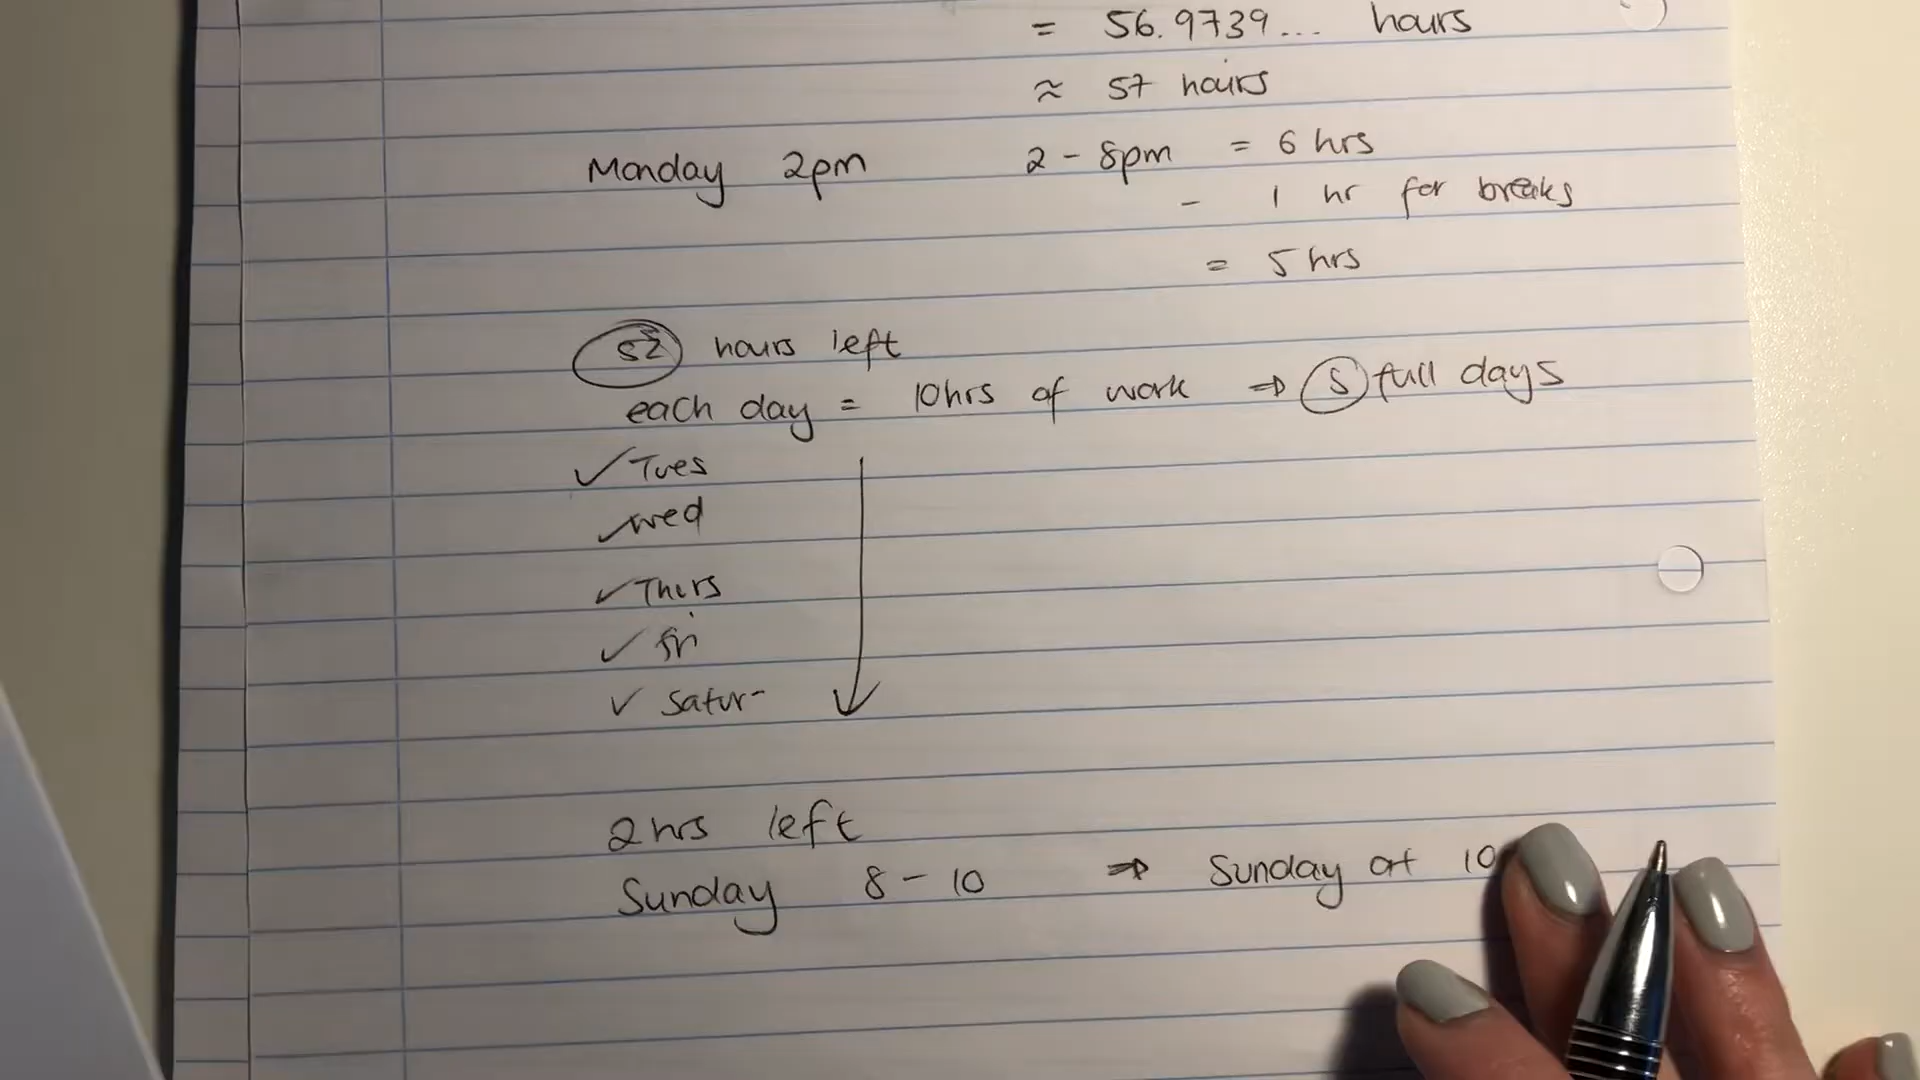 = 56.9739... hours
≈ 57 hours
Monday 2pm 2 - 8pm = 6 hrs
- 1 hr for breaks
= 5 hrs
52 hours left
each day = 10hrs of work ⇒ 5 full days
✓ Tues
✓ wed
✓ Thurs
✓ fri
✓ Satur-
2 hrs left
Sunday 8 - 10 ⇒ Sunday at 10